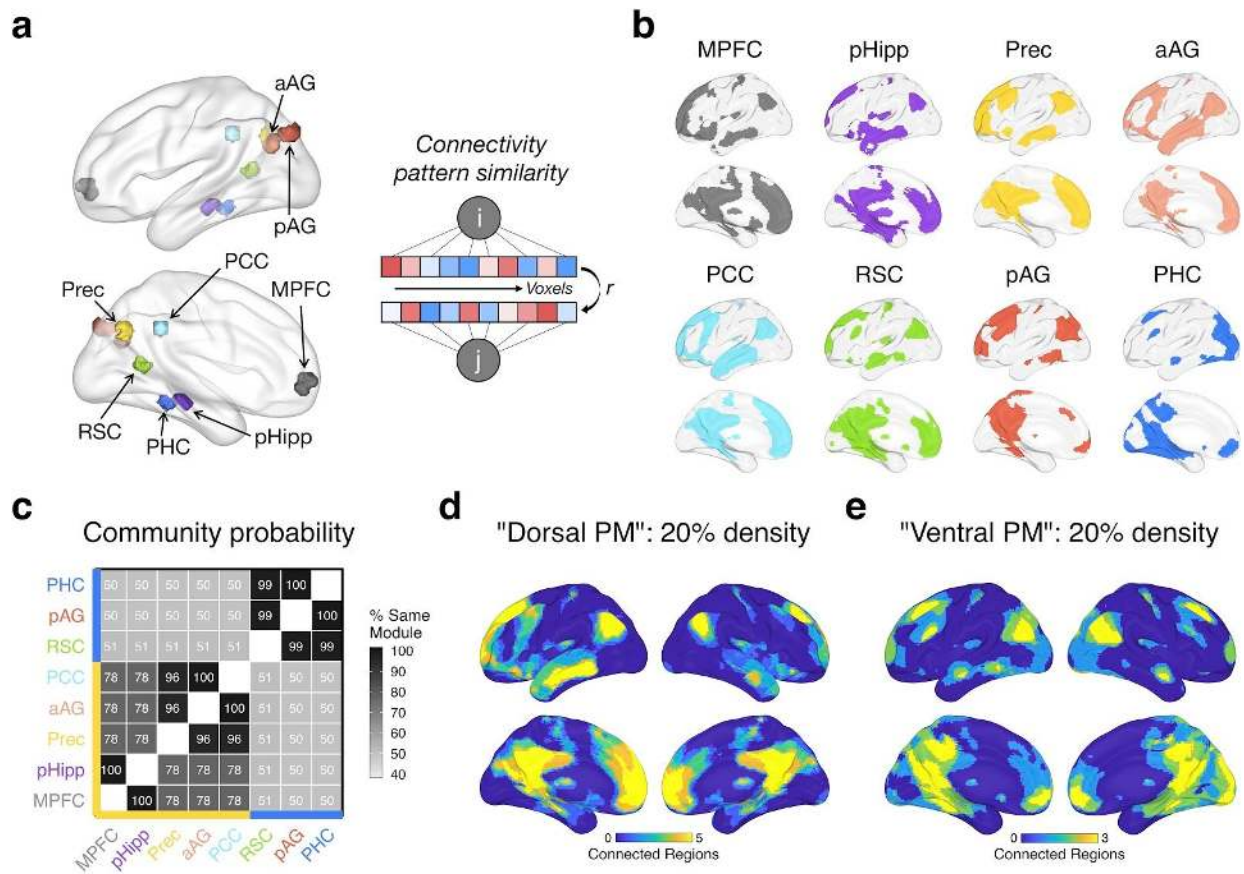 a
aAG
pAG
PCC
Prec
MPFC
RSC
PHC
pHipp
Connectivity
pattern similarity
i
Voxels
r
j
b
MPFC pHipp Prec aAG
PCC RSC pAG PHC
c
Community probability
PHC 50 50 50 50 50 99 100
pAG 50 50 50 50 50 99 100
RSC 51 51 51 51 51 99 99
PCC 78 78 96 100 51 50 50
aAG 78 78 96 100 51 50 50
Prec 78 78 96 96 51 50 50
pHipp 100 78 78 78 51 50 50
MPFC 100 78 78 78 51 50 50
MPFC pHipp Prec aAG PCC RSC pAG PHC
% Same
Module
100
90
80
70
60
50
40
d
"Dorsal PM": 20% density
0 5
Connected Regions
e
"Ventral PM": 20% density
0 3
Connected Regions